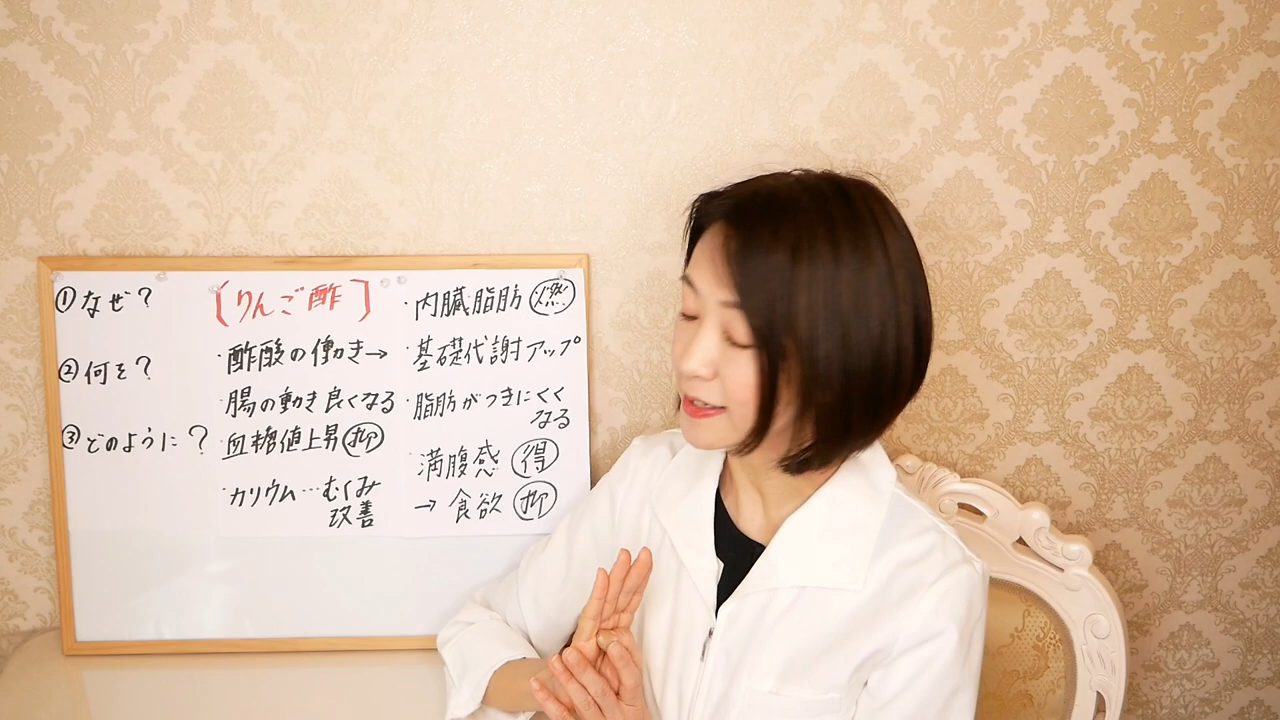 ①なぜ？
②何を？
③どのように？
〔りんご酢〕
・酢酸の働き→
・腸の動き良くなる
・血糖値上昇㊥抑
・カリウム…むくみ
改善
・内臓脂肪 燃
・基礎代謝アップ
・脂肪がつきにくく
なる
・満腹感 得
→食欲 抑